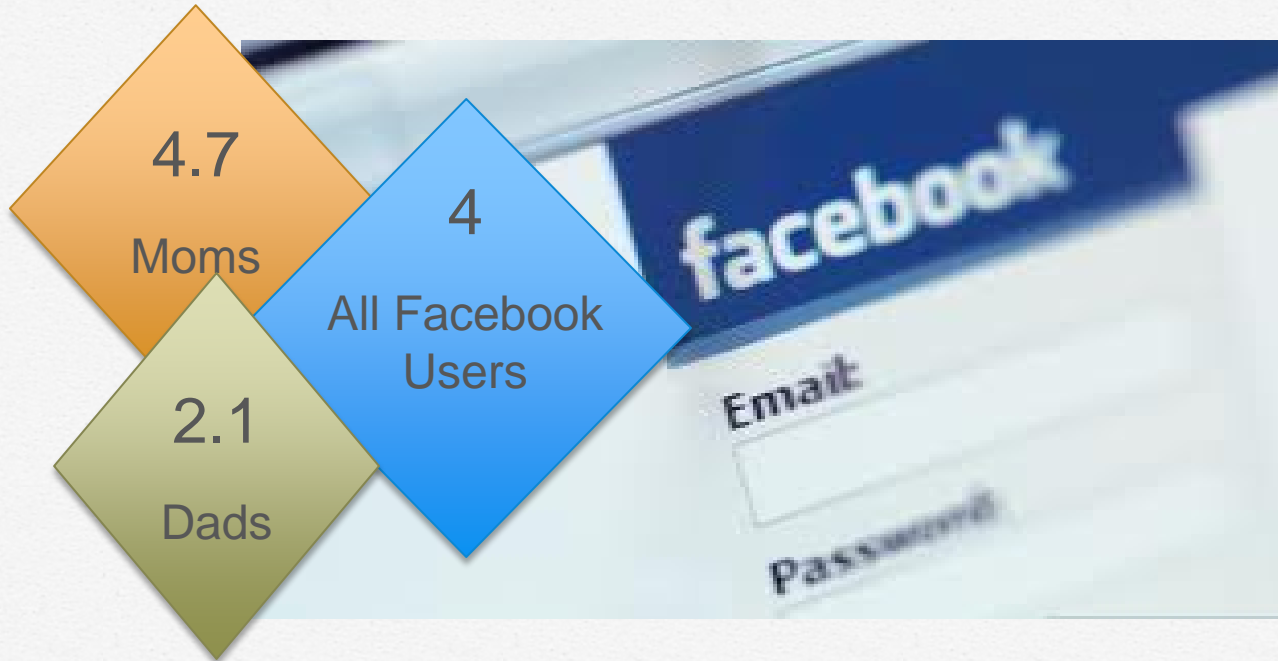 4.7
Moms
4
All Facebook
Users
2.1
Dads
facebook
Email:
Password: